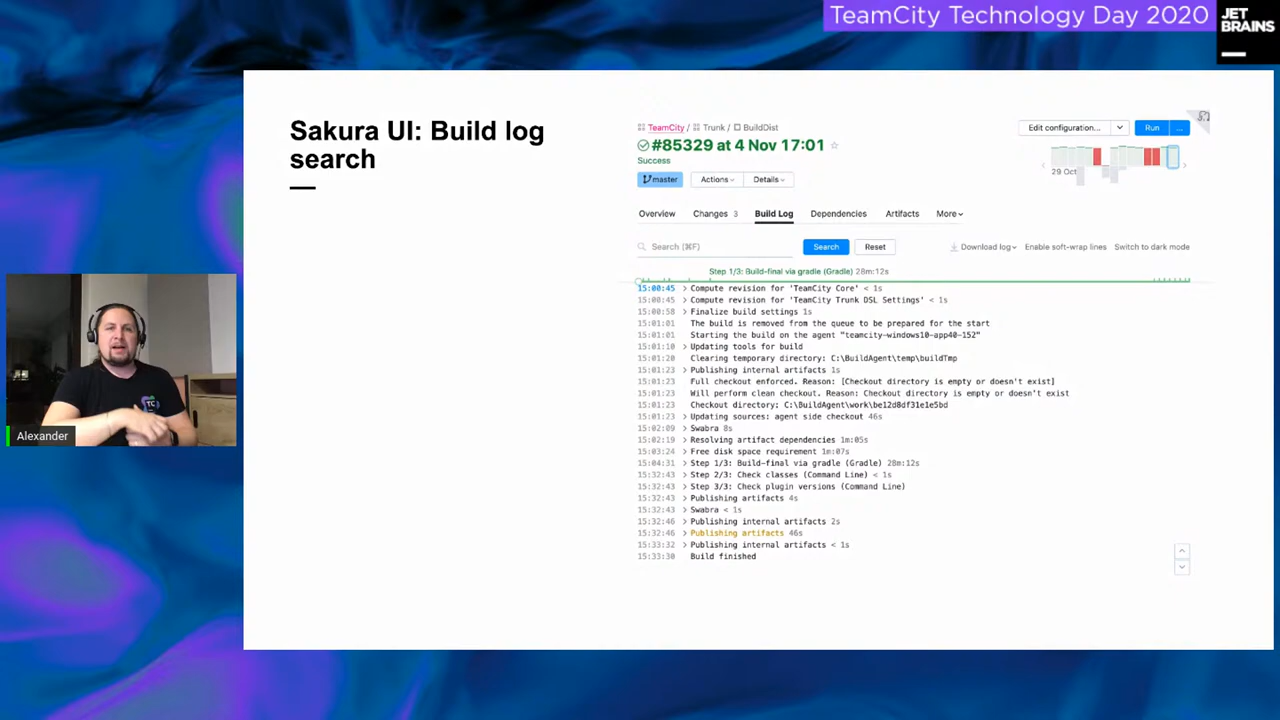 TeamCity Technology Day 2020
JET
BRAINS
Sakura UI: Build log
search
TeamCity / Trunk / BuildDist
Edit configuration...
Run
...
#85329 at 4 Nov 17:01
Success
29 Oct
master
Actions
Details
Overview
Changes 3
Build Log
Dependencies
Artifacts
More
Search (⌘F)
Search
Reset
Download log
Enable soft-wrap lines
Switch to dark mode
Step 1/3: Build-final via gradle (Gradle) 28m:12s
15:00:45 > Compute revision for 'TeamCity Core' < 1s
15:00:45 > Compute revision for 'TeamCity Trunk DSL Settings' < 1s
15:00:58 > Finalize build settings 1s
15:01:01 The build is removed from the queue to be prepared for the start
15:01:01 Starting the build on the agent "teamcity-windows10-app40-152"
15:01:10 > Updating tools for build
15:01:20 Clearing temporary directory: C:\BuildAgent\temp\buildTmp
15:01:23 > Publishing internal artifacts 1s
15:01:23 Full checkout enforced. Reason: [Checkout directory is empty or doesn't exist]
15:01:23 Will perform clean checkout. Reason: Checkout directory is empty or doesn't exist
15:01:23 Checkout directory: C:\BuildAgent\work\be12d8df31e1e5bd
15:01:23 > Updating sources: agent side checkout 46s
15:02:09 > Swabra 8s
15:02:19 > Resolving artifact dependencies 1m:05s
15:03:24 > Free disk space requirement 1m:07s
15:04:31 > Step 1/3: Build-final via gradle (Gradle) 28m:12s
15:32:43 > Step 2/3: Check classes (Command Line) < 1s
15:32:43 > Step 3/3: Check plugin versions (Command Line)
15:32:43 > Publishing artifacts 4s
15:32:43 > Swabra < 1s
15:32:46 > Publishing internal artifacts 2s
15:32:46 > Publishing artifacts 46s
15:33:32 > Publishing internal artifacts < 1s
15:33:30 Build finished
TC
Alexander